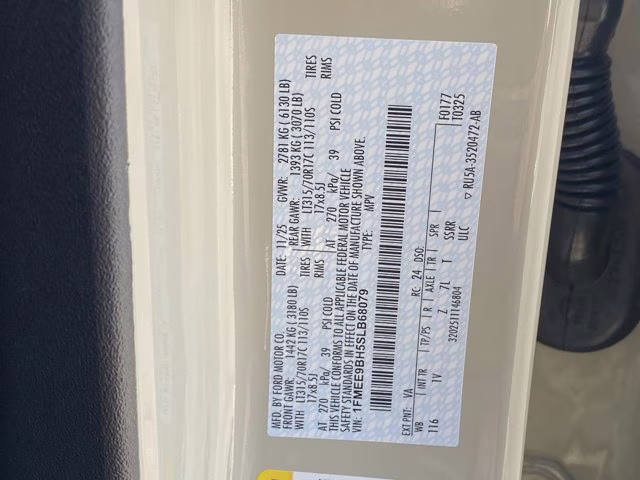 MFD. BY FORD MOTOR CO.
DATE: 11/25 GVWR: 2781 KG ( 6130 LB)
FRONT GAWR: 1442 KG ( 3180 LB)
REAR GAWR: 1393 KG ( 3070 LB)
WITH LT315/70R17C 113/110S TIRES
WITH LT315/70R17C 113/110S TIRES
17x8.5J RIMS
17x8.5J RIMS
AT 270 kPa/ 39 PSI COLD
AT 270 kPa/ 39 PSI COLD
THIS VEHICLE CONFORMS TO ALL APPLICABLE FEDERAL MOTOR VEHICLE
SAFETY STANDARDS IN EFFECT ON THE DATE OF MANUFACTURE SHOWN ABOVE.
VIN: 1FMEE9BH5SLB68079 TYPE: MPV
EXT PNT: VA RC: 24 DSO: F0177
T0325
WB INT TR TP/PS R AXLE TR SPR
116 1V Z 7L T SSRR
3202511146804 ULC ▽ RU5A-3520472-AB